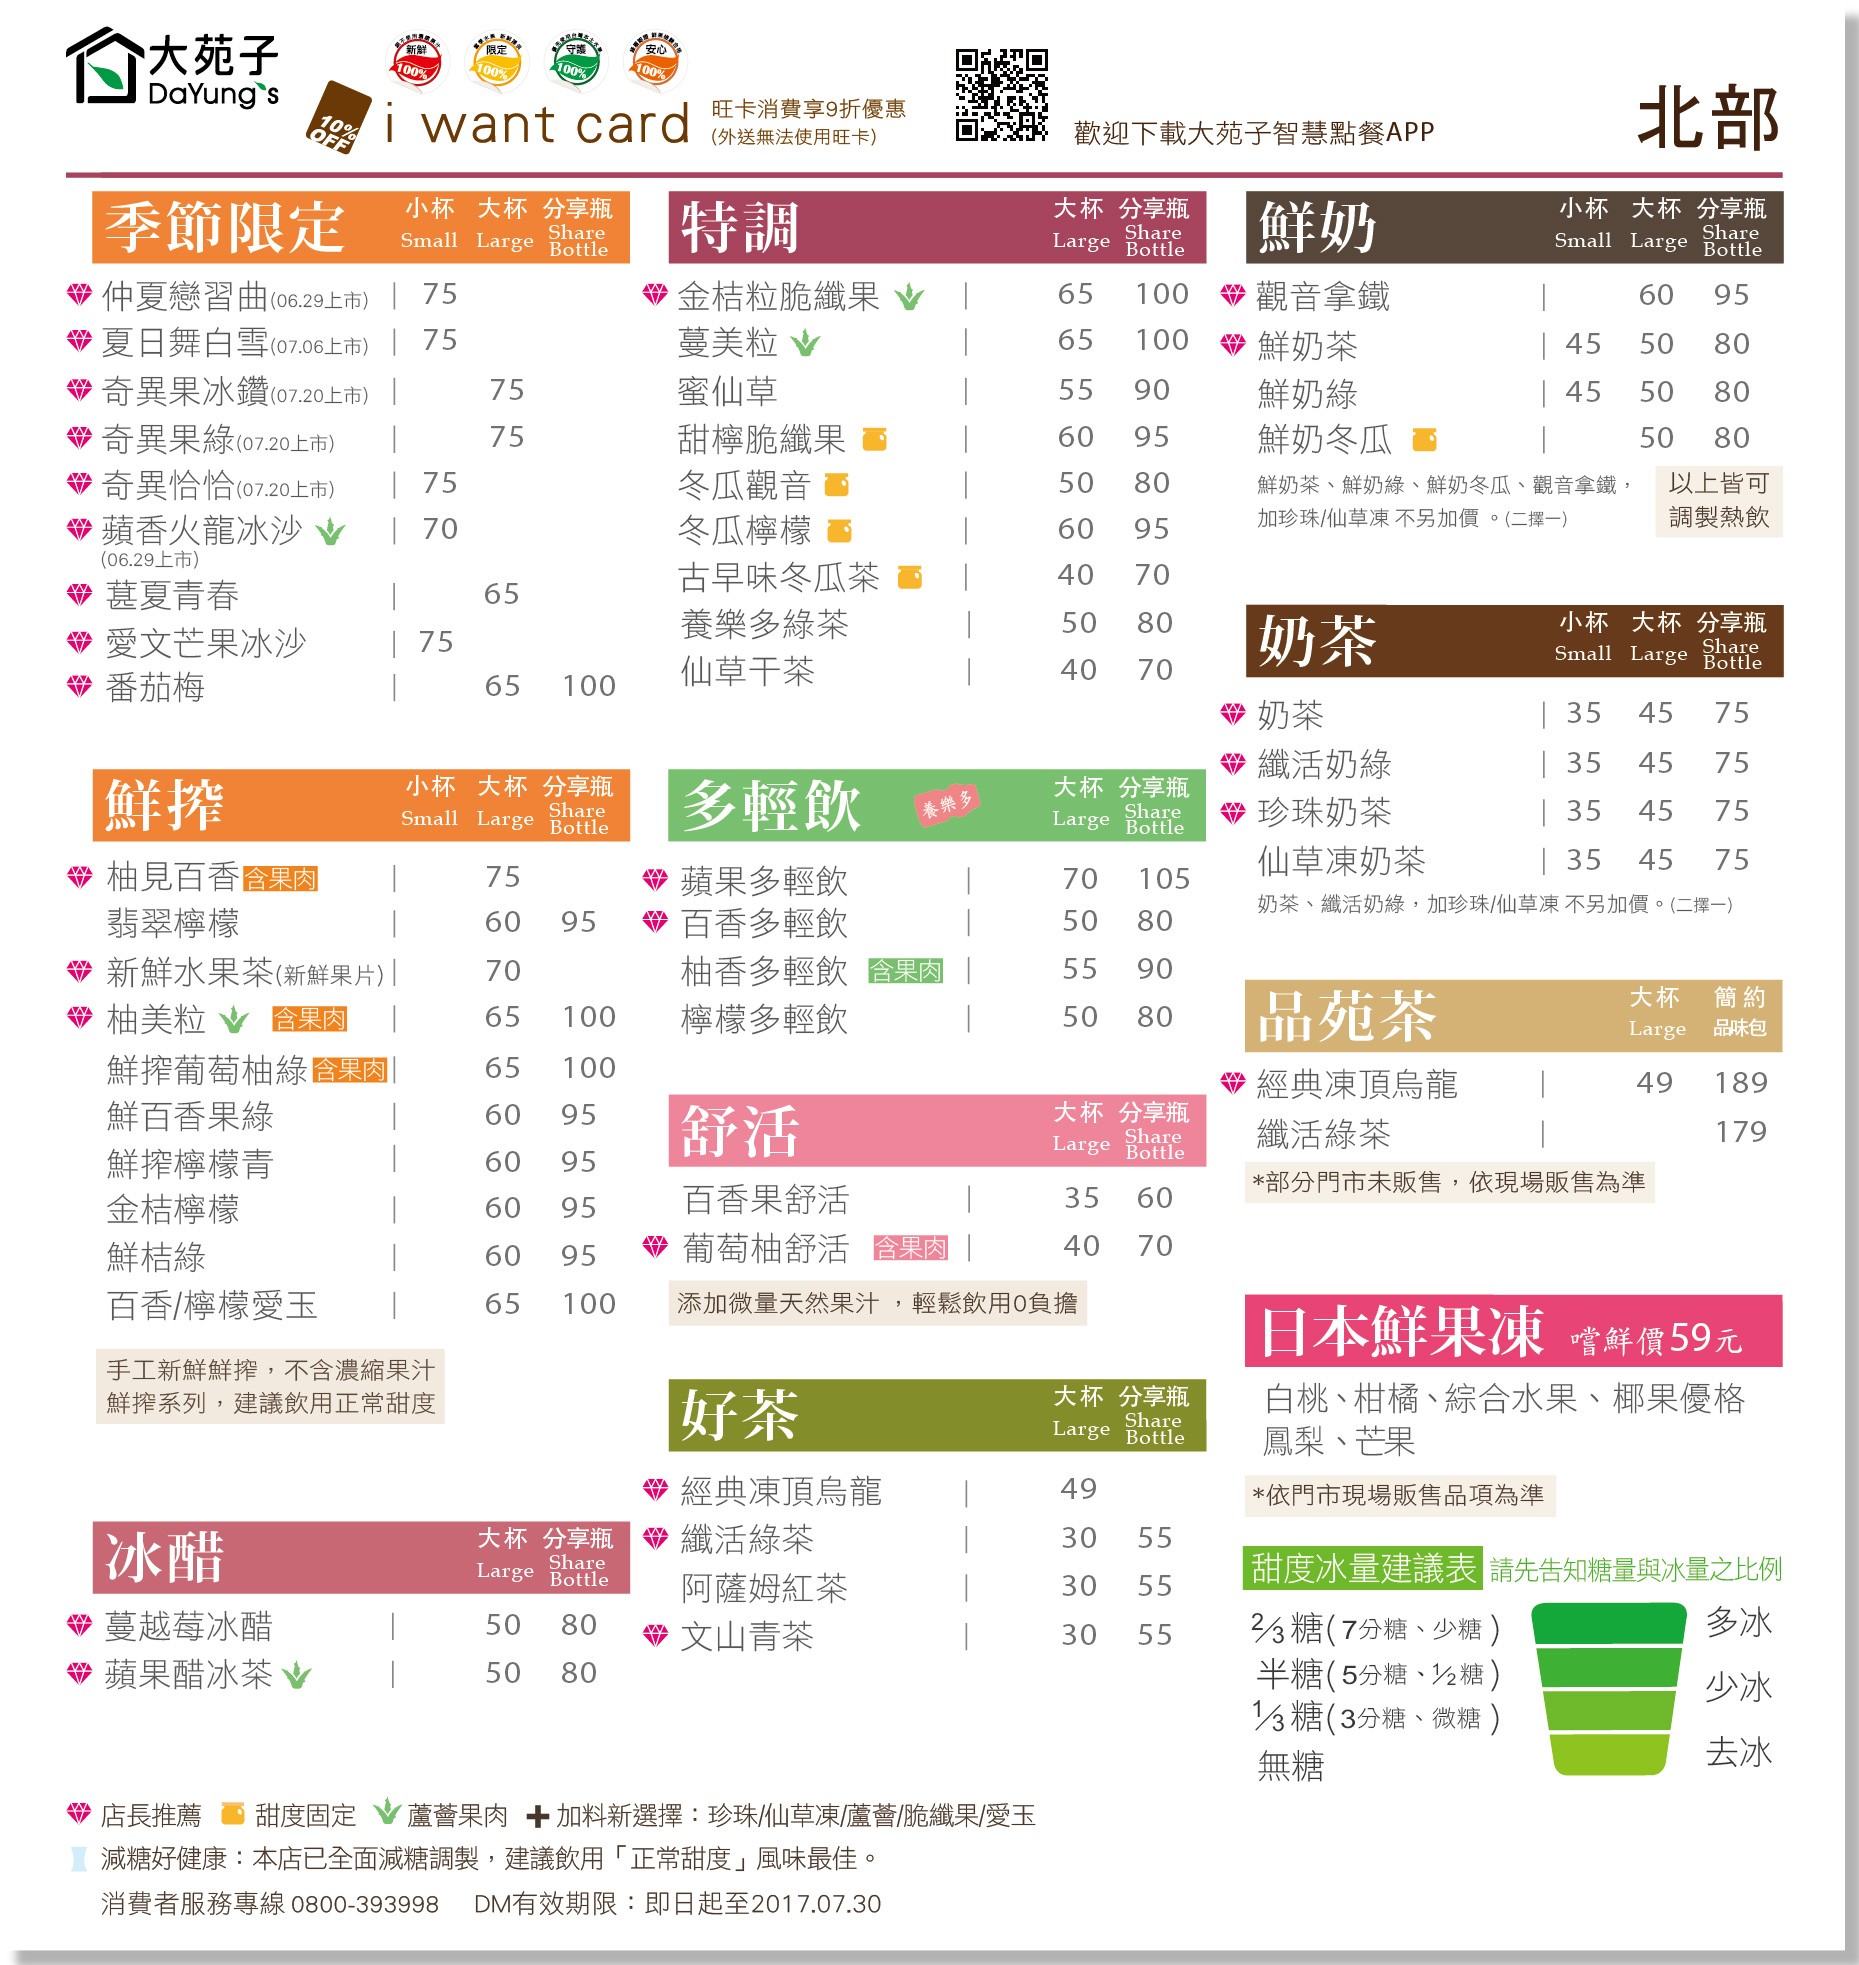 大苑子
DaYung's
新鮮
100%
限定
100%
守護
100%
安心
100%
10% OFF
i want card
旺卡消費享9折優惠
(外送無法使用旺卡)
歡迎下載大苑子智慧點餐APP
北部
季節限定 小杯 Small 大杯 Large 分享瓶 Share Bottle
仲夏戀習曲(06.29上市) | 75
夏日舞白雪(07.06上市) | 75
奇異果冰鑽(07.20上市) | 75
奇異果綠(07.20上市) | 75
奇異恰恰(07.20上市) | 75
蘋香火龍冰沙 | 70
(06.29上市)
葚夏青春 | 65
愛文芒果冰沙 | 75
番茄梅 | 65 100
鮮搾 小杯 Small 大杯 Large 分享瓶 Share Bottle
柚見百香 含果肉 | 75
翡翠檸檬 | 60 95
新鮮水果茶(新鮮果片) | 70
柚美粒 含果肉 | 65 100
鮮搾葡萄柚綠 含果肉 | 65 100
鮮百香果綠 | 60 95
鮮搾檸檬青 | 60 95
金桔檸檬 | 60 95
鮮桔綠 | 60 95
百香/檸檬愛玉 | 65 100
手工新鮮鮮搾，不含濃縮果汁
鮮搾系列，建議飲用正常甜度
冰醋 大杯 Large 分享瓶 Share Bottle
蔓越莓冰醋 | 50 80
蘋果醋冰茶 | 50 80
特調 大杯 Large 分享瓶 Share Bottle
金桔粒脆纖果 | 65 100
蔓美粒 | 65 100
蜜仙草 | 55 90
甜檸脆纖果 | 60 95
冬瓜觀音 | 50 80
冬瓜檸檬 | 60 95
古早味冬瓜茶 | 40 70
養樂多綠茶 | 50 80
仙草干茶 | 40 70
多輕飲 養樂多 大杯 Large 分享瓶 Share Bottle
蘋果多輕飲 | 70 105
百香多輕飲 | 50 80
柚香多輕飲 含果肉 | 55 90
檸檬多輕飲 | 50 80
舒活 大杯 Large 分享瓶 Share Bottle
百香果舒活 | 35 60
葡萄柚舒活 含果肉 | 40 70
添加微量天然果汁，輕鬆飲用0負擔
好茶 大杯 Large 分享瓶 Share Bottle
經典凍頂烏龍 | 49
纖活綠茶 | 30 55
阿薩姆紅茶 | 30 55
文山青茶 | 30 55
鮮奶 小杯 Small 大杯 Large 分享瓶 Share Bottle
觀音拿鐵 | 60 95
鮮奶茶 | 45 50 80
鮮奶綠 | 45 50 80
鮮奶冬瓜 | 50 80
鮮奶茶、鮮奶綠、鮮奶冬瓜、觀音拿鐵，
加珍珠/仙草凍 不另加價 。(二擇一)
以上皆可
調製熱飲
奶茶 小杯 Small 大杯 Large 分享瓶 Share Bottle
奶茶 | 35 45 75
纖活奶綠 | 35 45 75
珍珠奶茶 | 35 45 75
仙草凍奶茶 | 35 45 75
奶茶、纖活奶綠，加珍珠/仙草凍 不另加價。(二擇一)
品苑茶 大杯 Large 簡約 品味包
經典凍頂烏龍 | 49 189
纖活綠茶 | 179
*部分門市未販售，依現場販售為準
日本鮮果凍 嚐鮮價59元
白桃、柑橘、綜合水果、椰果優格
鳳梨、芒果
*依門市現場販售品項為準
甜度冰量建議表 請先告知糖量與冰量之比例
⅔糖(7分糖、少糖)
半糖(5分糖、½糖)
⅓糖(3分糖、微糖)
無糖
多冰
少冰
去冰
店長推薦 甜度固定 蘆薈果肉 ✚加料新選擇：珍珠/仙草凍/蘆薈/脆纖果/愛玉
減糖好健康：本店已全面減糖調製，建議飲用「正常甜度」風味最佳。
消費者服務專線 0800-393998 DM有效期限：即日起至2017.07.30